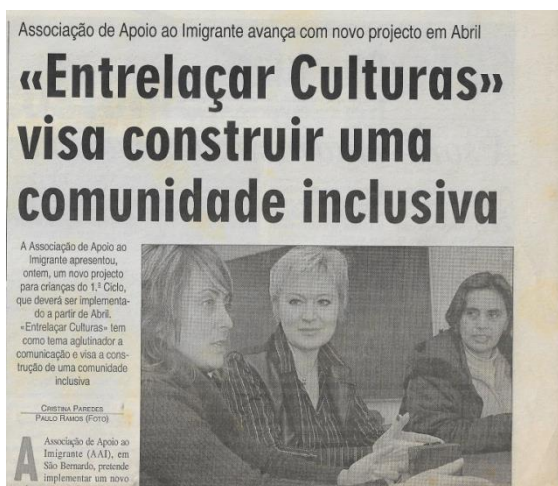 Associação de Apoio ao Imigrante avança com novo projecto em Abril
«Entrelaçar Culturas»
visa construir uma
comunidade inclusiva
A Associação de Apoio ao
Imigrante apresentou,
ontem, um novo projecto
para crianças do 1.º Ciclo,
que deverá ser implementa-
do a partir de Abril.
«Entrelaçar Culturas» tem
como tema aglutinador a
comunicação e visa a cons-
trução de uma comunidade
inclusiva
CRISTINA PAREDES
PAULO RAMOS (FOTO)
A Associação de Apoio ao
Imigrante (AAI), em
São Bernardo, pretende
implementar um novo